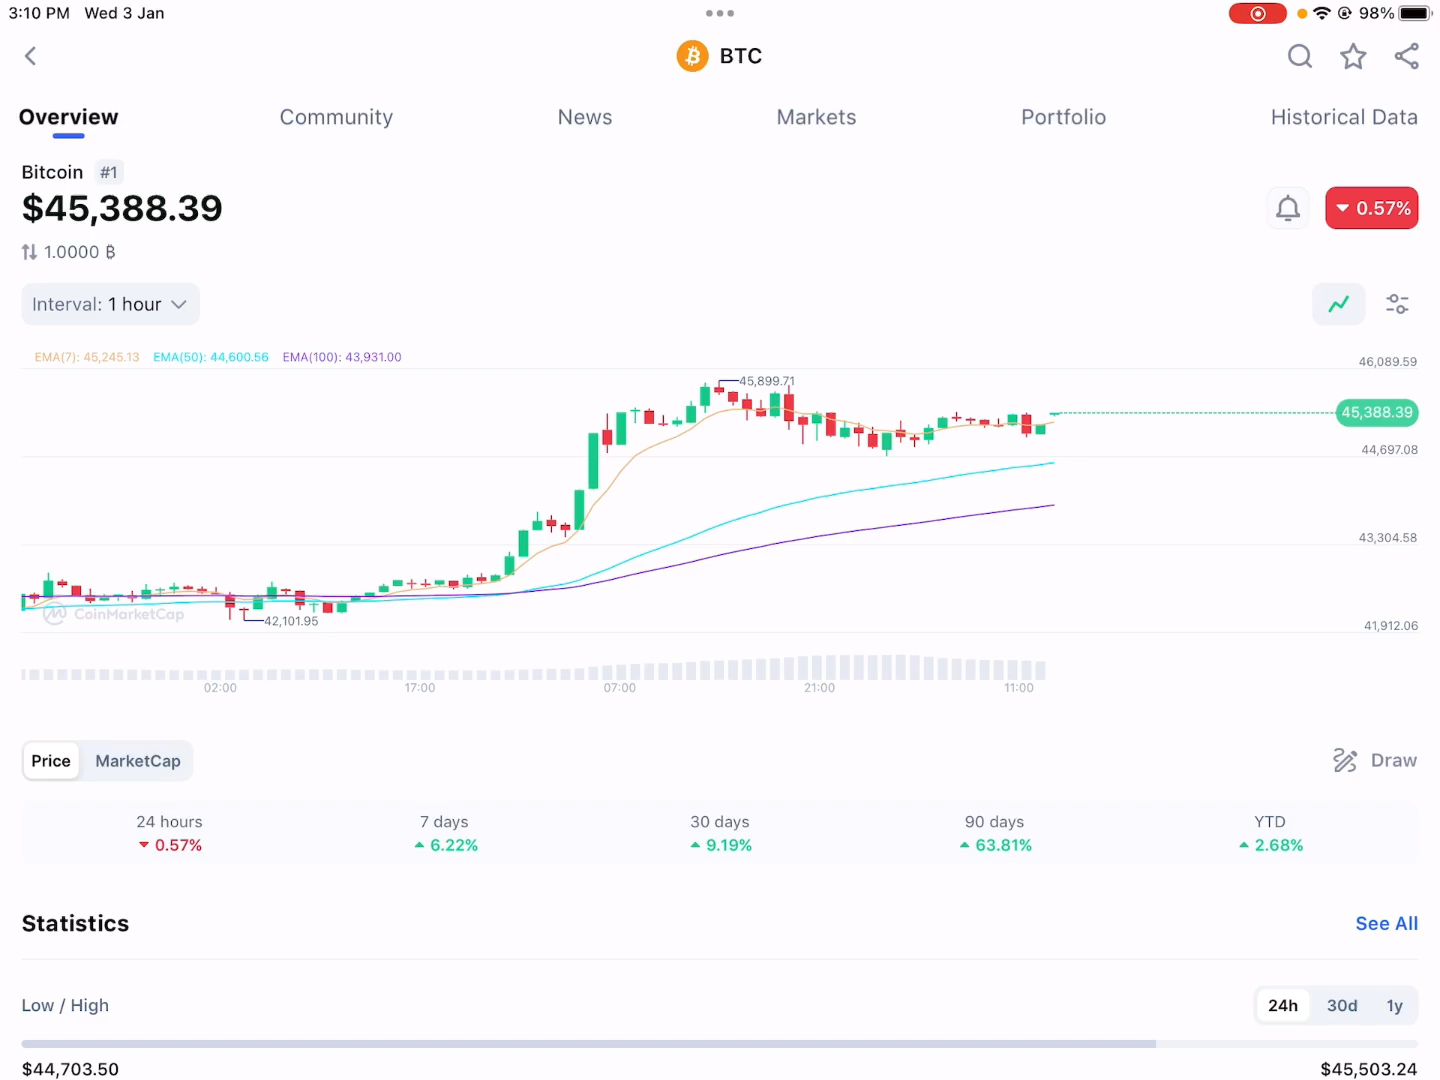 3:10 PM Wed 3 Jan 98%
BTC
Overview Community News Markets Portfolio Historical Data
Bitcoin #1
$45,388.39
0.57%
1.0000 ₿
Interval: 1 hour
EMA(7): 45,245.13 EMA(50): 44,600.56 EMA(100): 43,931.00
46,089.59
45,899.71
45,388.39
44,697.08
43,304.58
CoinMarketCap
42,101.95
41,912.06
02:00 17:00 07:00 21:00 11:00
Price MarketCap Draw
24 hours 7 days 30 days 90 days YTD
0.57% 6.22% 9.19% 63.81% 2.68%
Statistics See All
Low / High 24h 30d 1y
$44,703.50 $45,503.24